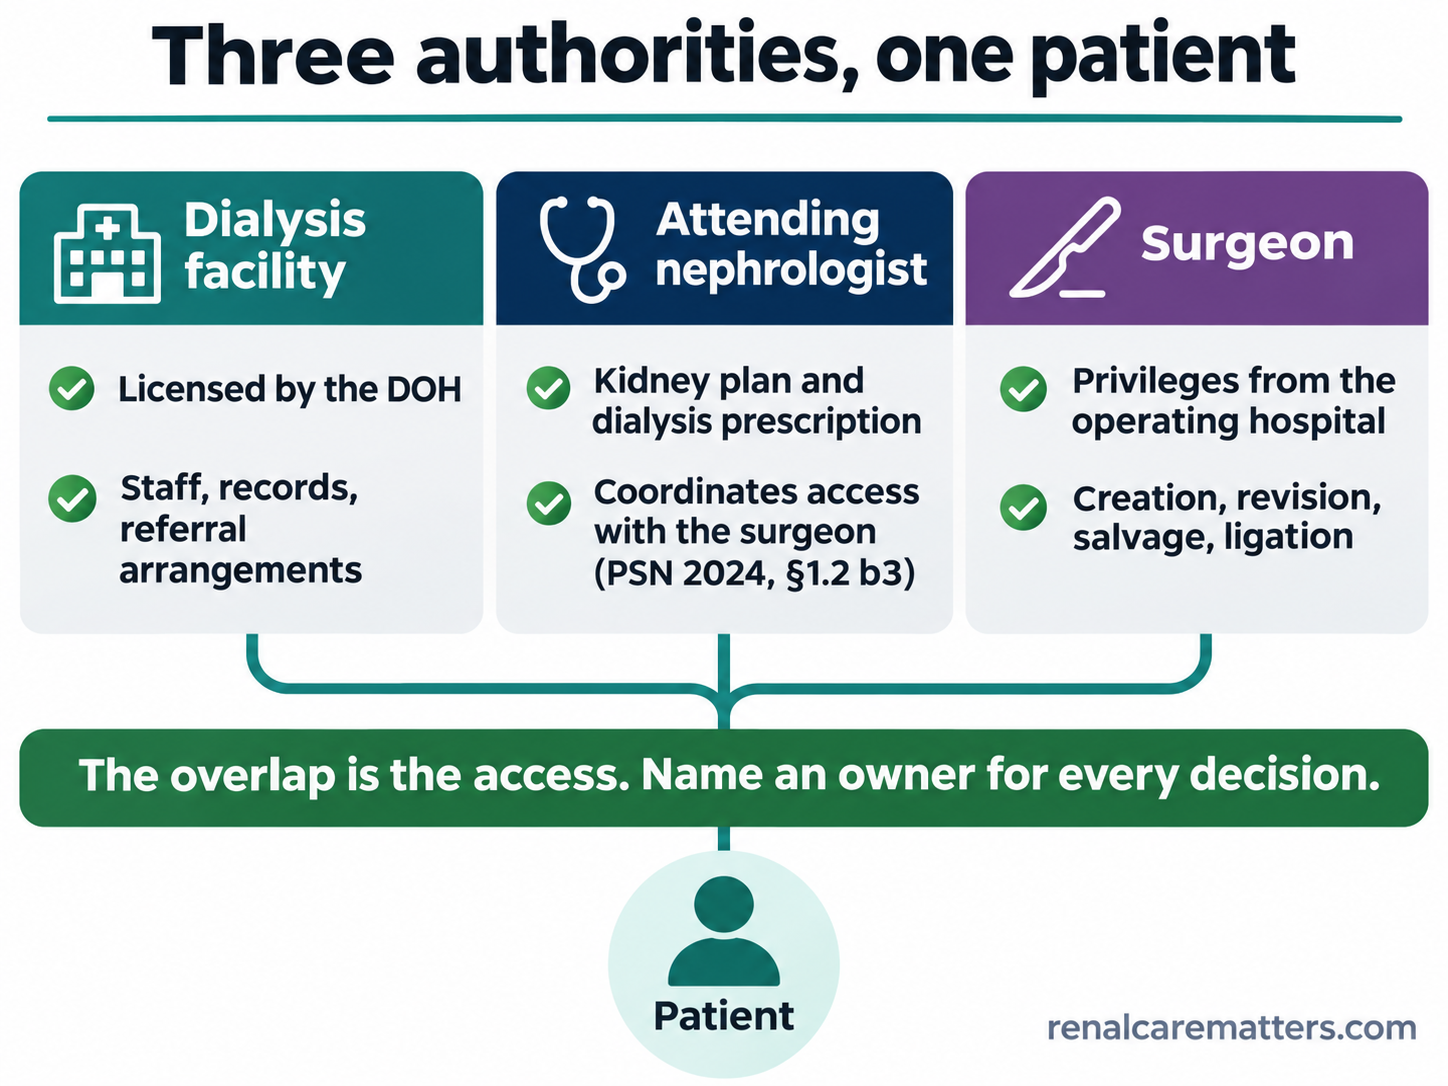 Three authorities, one patient
Dialysis
facility
Licensed by the DOH
Staff, records,
referral
arrangements
Attending
nephrologist
Kidney plan and
dialysis prescription
Coordinates access
with the surgeon
(PSN 2024, §1.2 b3)
Surgeon
Privileges from the
operating hospital
Creation, revision,
salvage, ligation
The overlap is the access. Name an owner for every decision.
Patient
renalcarematters.com